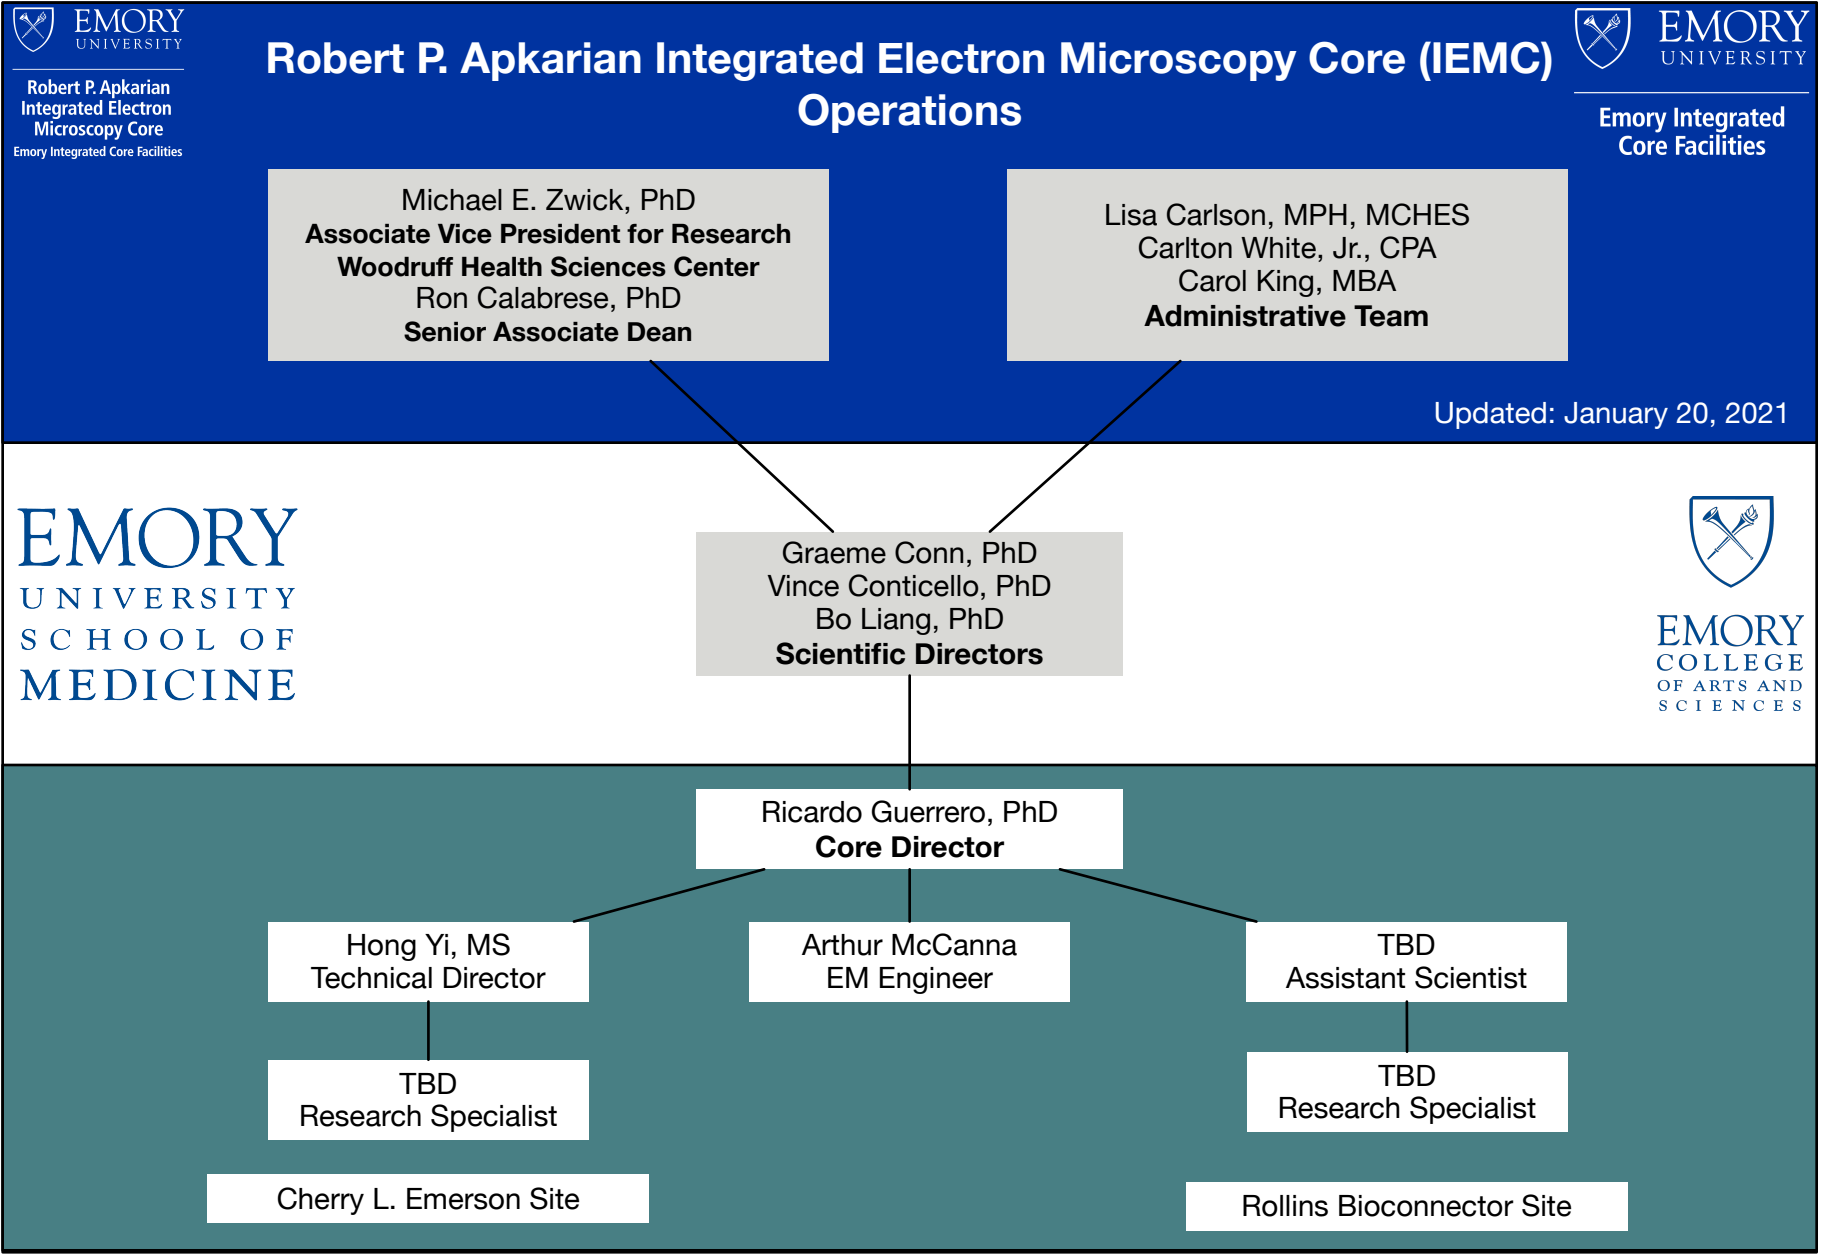 EMORY
UNIVERSITY
Robert P. Apkarian
Integrated Electron
Microscopy Core
Emory Integrated Core Facilities
Robert P. Apkarian Integrated Electron Microscopy Core (IEMC)
Operations
EMORY
UNIVERSITY
Emory Integrated
Core Facilities
Michael E. Zwick, PhD
Associate Vice President for Research
Woodruff Health Sciences Center
Ron Calabrese, PhD
Senior Associate Dean
Lisa Carlson, MPH, MCHES
Carlton White, Jr., CPA
Carol King, MBA
Administrative Team
Updated: January 20, 2021
EMORY
UNIVERSITY
SCHOOL OF
MEDICINE
Graeme Conn, PhD
Vince Conticello, PhD
Bo Liang, PhD
Scientific Directors
EMORY
COLLEGE
OF ARTS AND
SCIENCES
Ricardo Guerrero, PhD
Core Director
Hong Yi, MS
Technical Director
Arthur McCanna
EM Engineer
TBD
Assistant Scientist
TBD
Research Specialist
TBD
Research Specialist
Cherry L. Emerson Site
Rollins Bioconnector Site